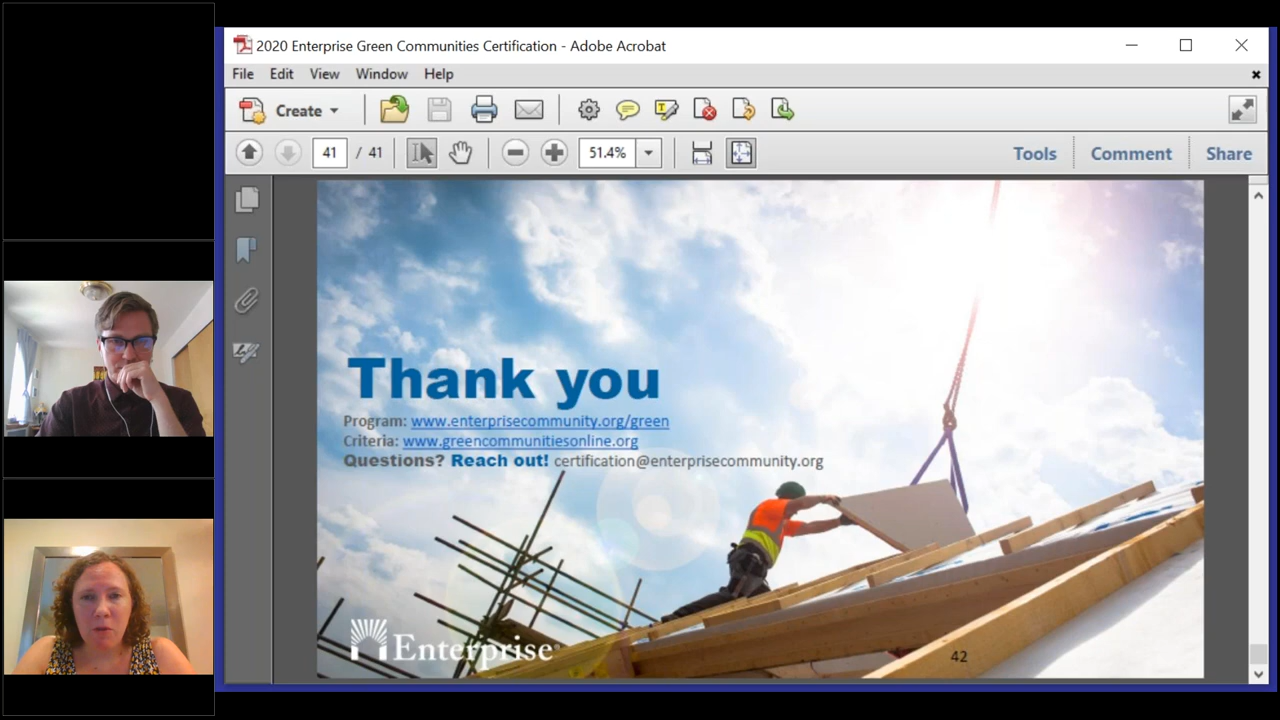 2020 Enterprise Green Communities Certification - Adobe Acrobat
File Edit View Window Help
Create
41 / 41
51.4%
Tools Comment Share
Thank you
Program: www.enterprisecommunity.org/green
Criteria: www.greencommunitiesonline.org
Questions? Reach out! certification@enterprisecommunity.org
Enterprise
42